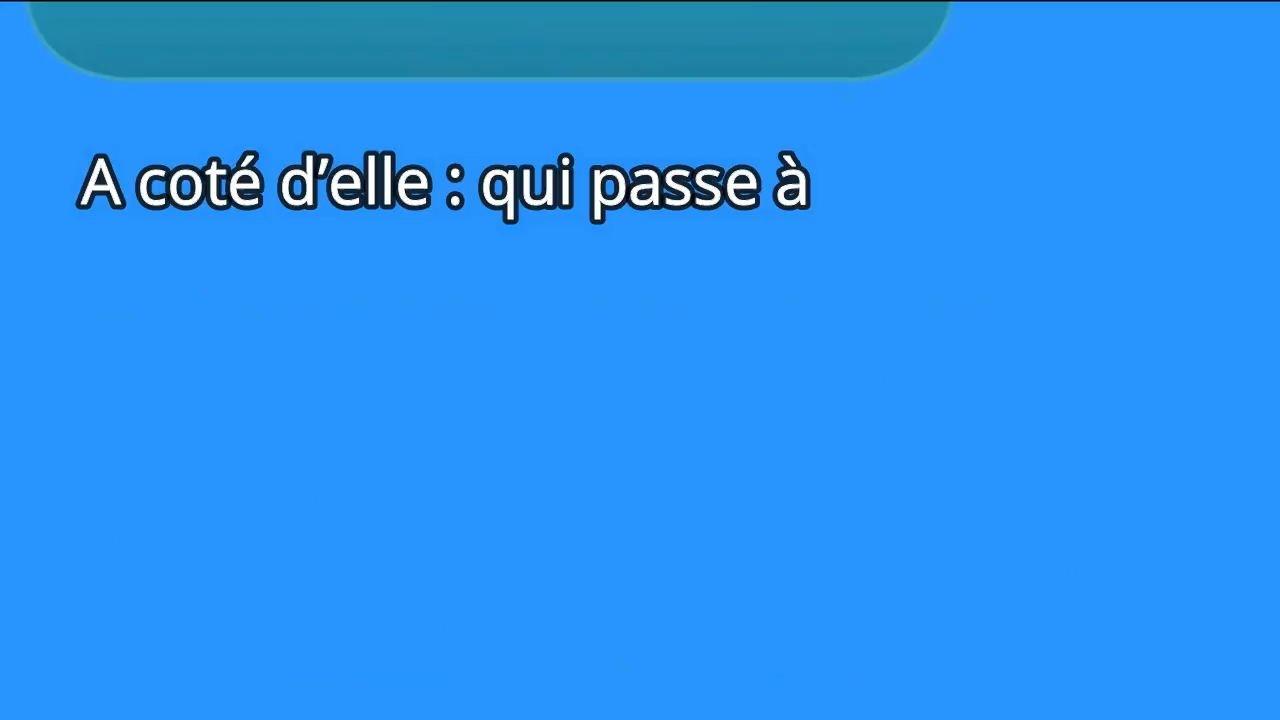 A coté d’elle : qui passe à